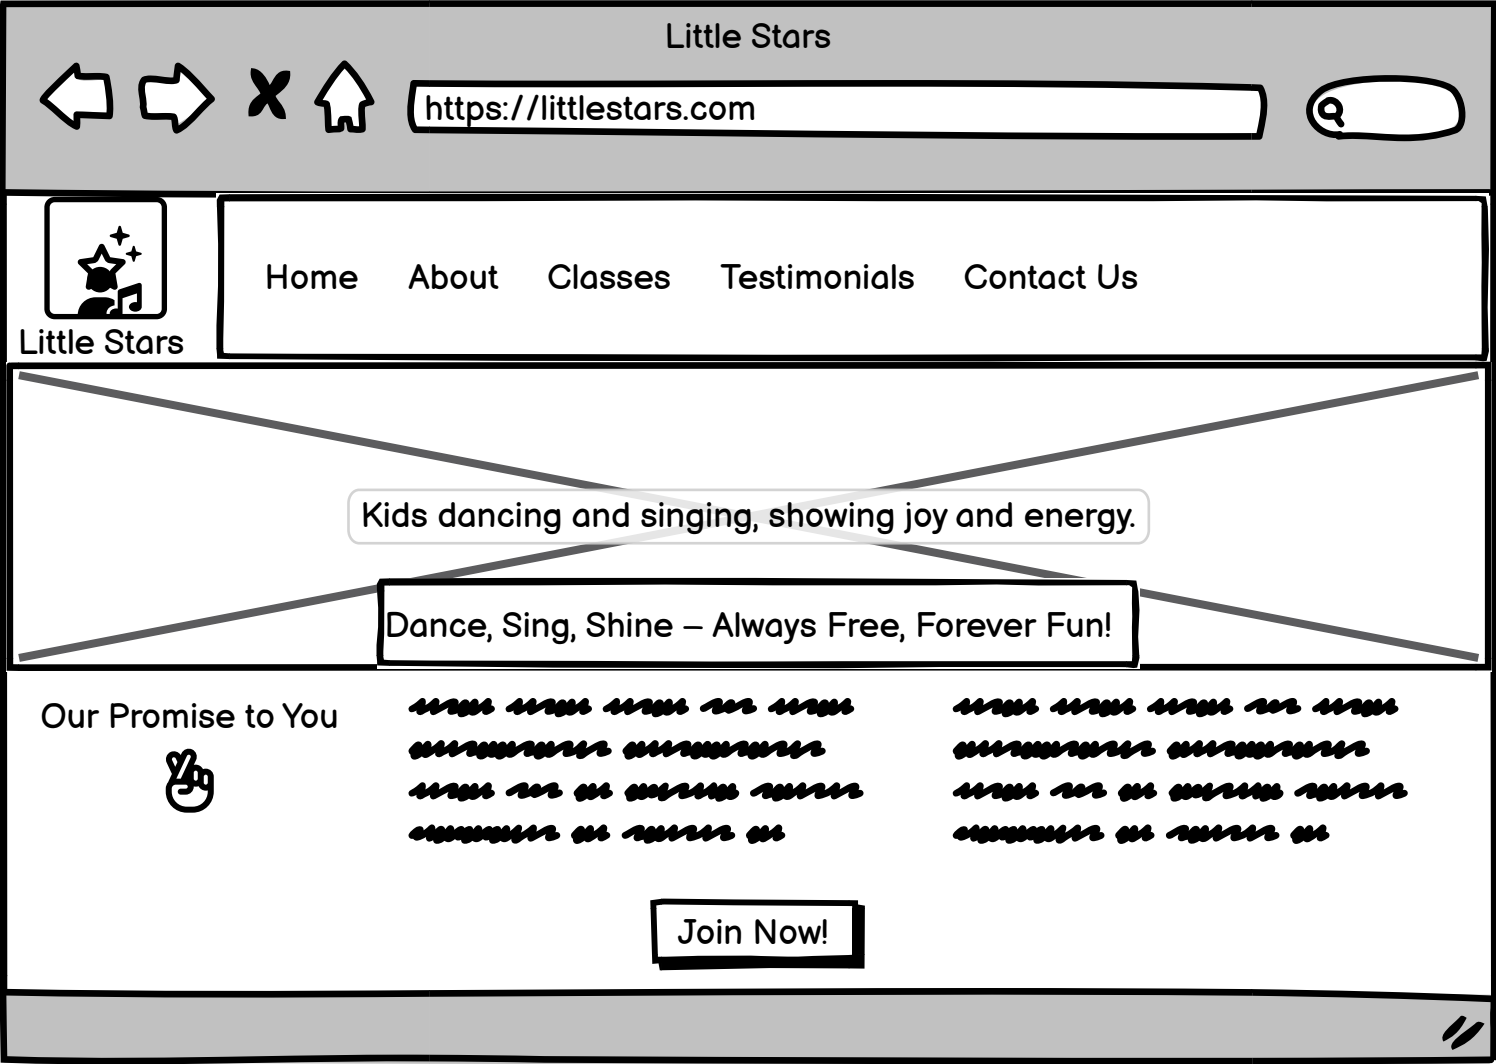 Little Stars
https://littlestars.com
Home About Classes Testimonials Contact Us
Little Stars
Kids dancing and singing, showing joy and energy.
Dance, Sing, Shine – Always Free, Forever Fun!
Our Promise to You
Join Now!